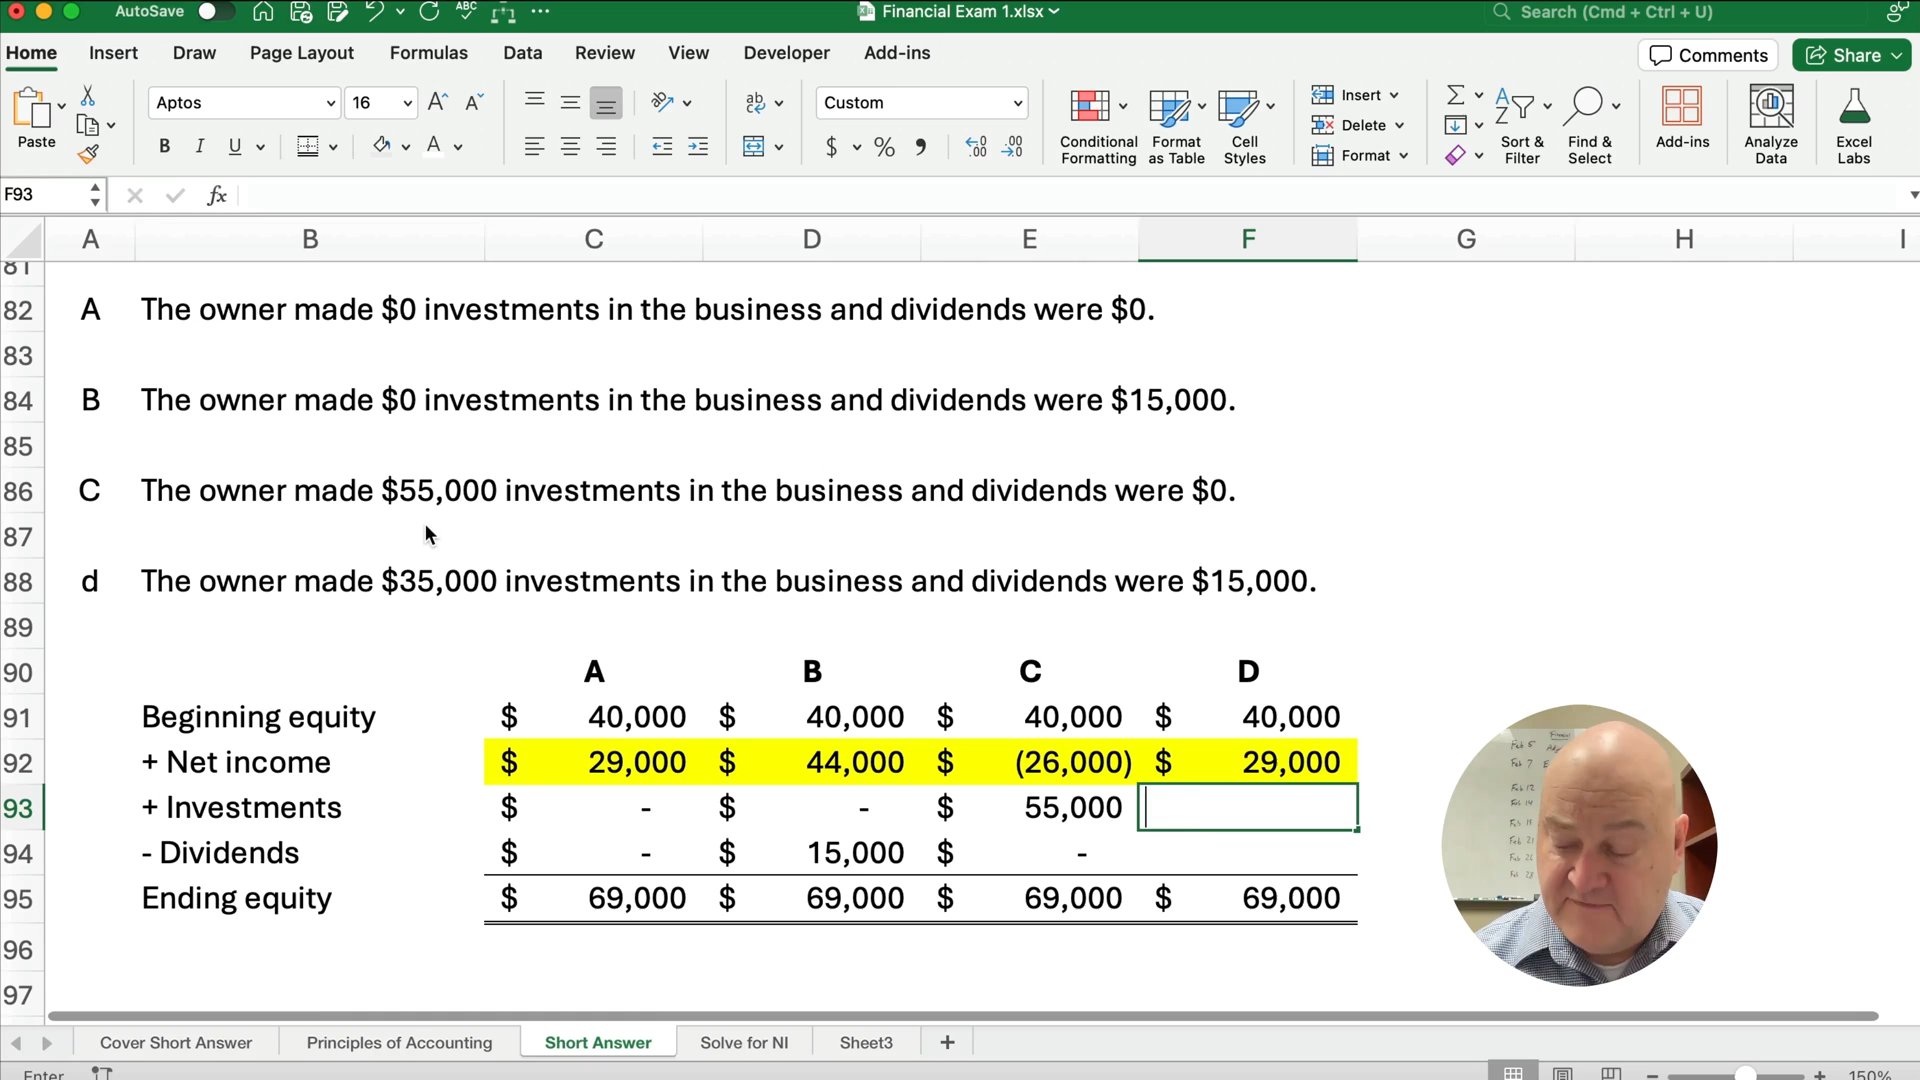 AutoSave
ABC
Financial Exam 1.xlsx
Search (Cmd + Ctrl + U)
Home Insert Draw Page Layout Formulas Data Review View Developer Add-ins Comments Share
Paste
Aptos 16
B I U A
ab
Custom
$ %
Conditional Formatting
Format as Table
Cell Styles
Insert
Delete
Format
Sort & Filter
Find & Select
Add-ins
Analyze Data
Excel Labs
F93 fx
A B C D E F G H I
81
82 A The owner made $0 investments in the business and dividends were $0.
83
84 B The owner made $0 investments in the business and dividends were $15,000.
85
86 C The owner made $55,000 investments in the business and dividends were $0.
87
88 d The owner made $35,000 investments in the business and dividends were $15,000.
89
90 A B C D
91 Beginning equity $ 40,000 $ 40,000 $ 40,000 $ 40,000
92 + Net income $ 29,000 $ 44,000 $ (26,000) $ 29,000
93 + Investments $ - $ - $ 55,000
94 - Dividends $ - $ 15,000 $ -
95 Ending equity $ 69,000 $ 69,000 $ 69,000 $ 69,000
96
97
Cover Short Answer Principles of Accounting Short Answer Solve for NI Sheet3 +
Enter
150%